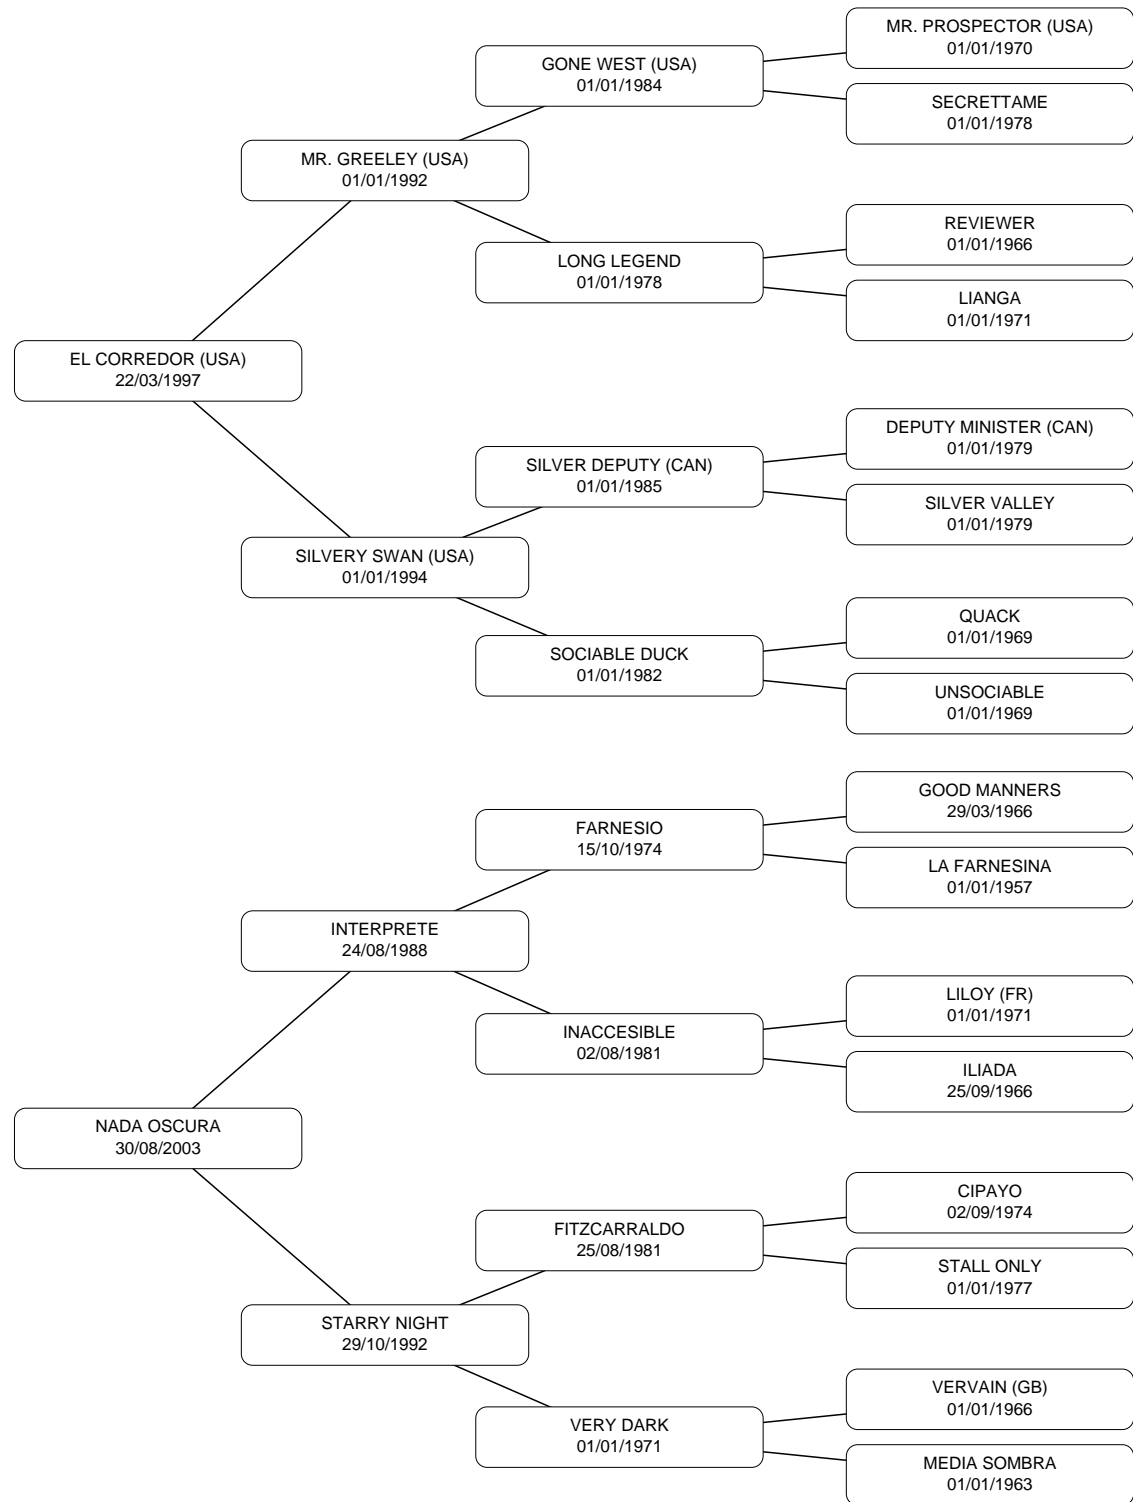 MR. PROSPECTOR (USA)
01/01/1970
GONE WEST (USA)
01/01/1984
SECRETTAME
01/01/1978
MR. GREELEY (USA)
01/01/1992
REVIEWER
01/01/1966
LONG LEGEND
01/01/1978
LIANGA
01/01/1971
EL CORREDOR (USA)
22/03/1997
DEPUTY MINISTER (CAN)
01/01/1979
SILVER DEPUTY (CAN)
01/01/1985
SILVER VALLEY
01/01/1979
SILVERY SWAN (USA)
01/01/1994
QUACK
01/01/1969
SOCIABLE DUCK
01/01/1982
UNSOCIABLE
01/01/1969
GOOD MANNERS
29/03/1966
FARNESIO
15/10/1974
LA FARNESINA
01/01/1957
INTERPRETE
24/08/1988
LILOY (FR)
01/01/1971
INACCESIBLE
02/08/1981
ILIADA
25/09/1966
NADA OSCURA
30/08/2003
CIPAYO
02/09/1974
FITZCARRALDO
25/08/1981
STALL ONLY
01/01/1977
STARRY NIGHT
29/10/1992
VERVAIN (GB)
01/01/1966
VERY DARK
01/01/1971
MEDIA SOMBRA
01/01/1963